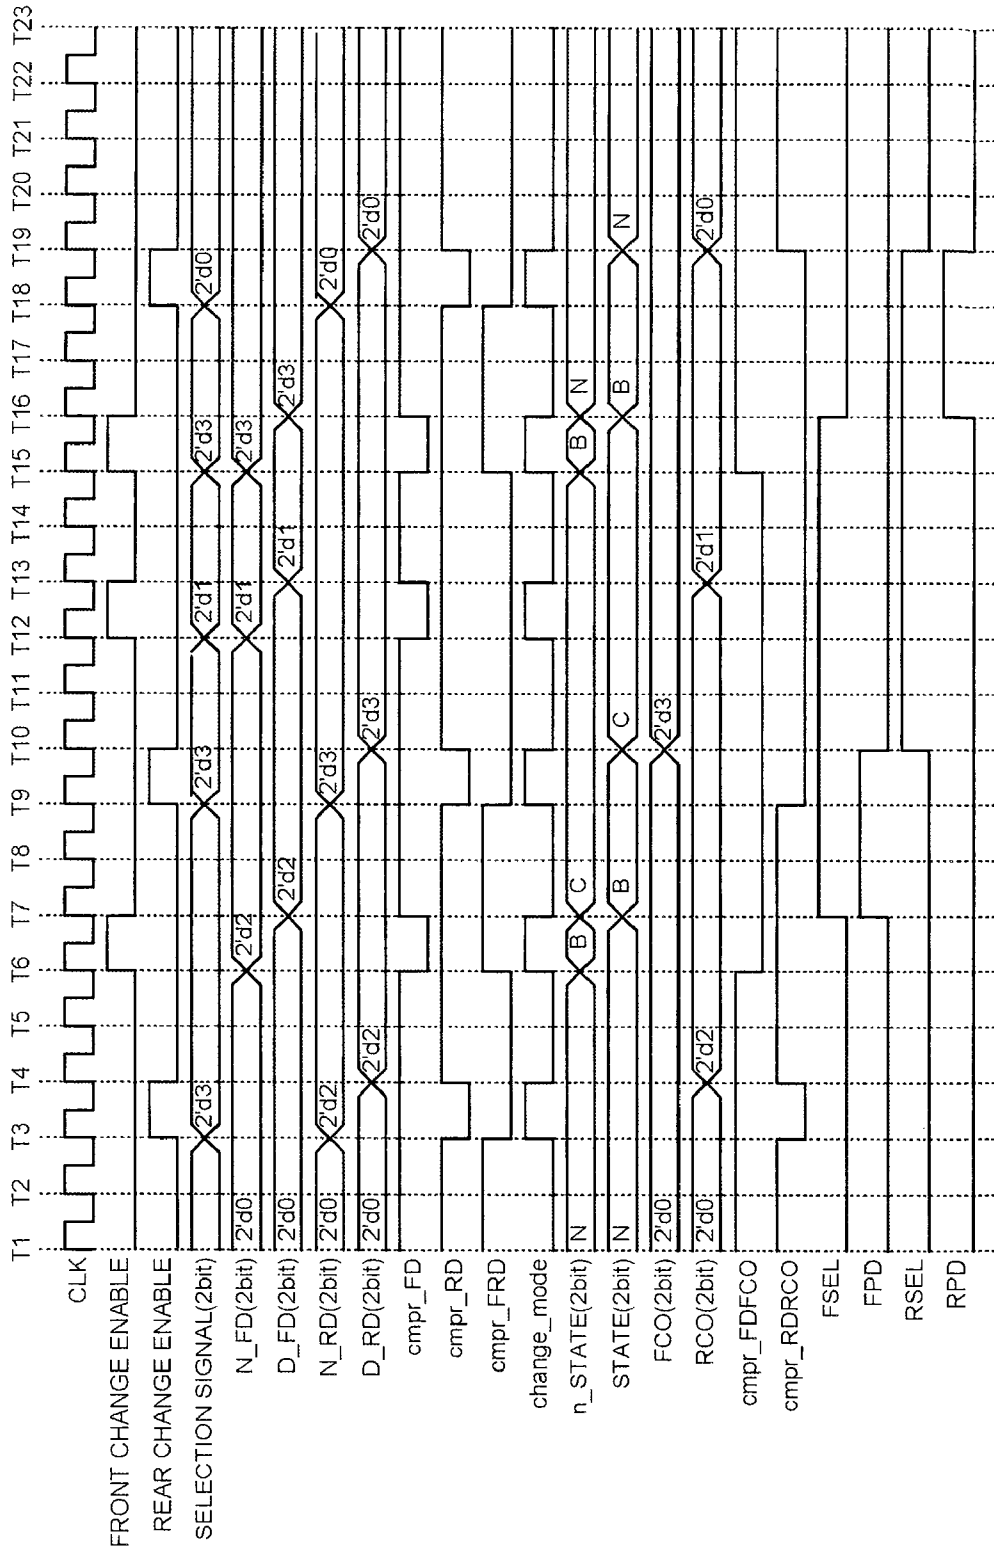 T1 T2 T3 T4 T5 T6 T7 T8 T9 T10 T11 T12 T13 T14 T15 T16 T17 T18 T19 T20 T21 T22 T23
CLK
FRONT CHANGE ENABLE
REAR CHANGE ENABLE
SELECTION SIGNAL(2bit) 2'd3 2'd3 2'd1 2'd3 2'd0
N_FD(2bit) 2'd0 2'd2 2'd1 2'd3
D_FD(2bit) 2'd0 2'd2 2'd1 2'd3
N_RD(2bit) 2'd0 2'd2 2'd3 2'd0
D_RD(2bit) 2'd0 2'd2 2'd3 2'd0
cmpr_FD
cmpr_RD
cmpr_FRD
change_mode
n_STATE(2bit) N B C B N
STATE(2bit) N B C B N
FCO(2bit) 2'd0 2'd3
RCO(2bit) 2'd0 2'd2 2'd1 2'd0
cmpr_FDFCO
cmpr_RDRCO
FSEL
FPD
RSEL
RPD